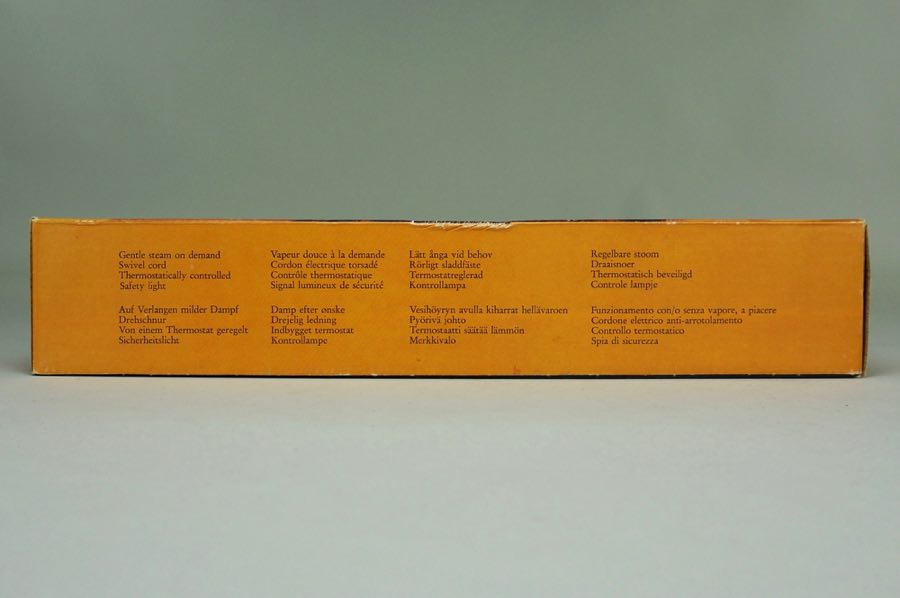 Gentle steam on demand
Swivel cord
Thermostatically controlled
Safety light
Vapeur douce à la demande
Cordon électrique torsadé
Contrôle thermostatique
Signal lumineux de sécurité
Lätt ånga vid behov
Rörligt sladdfäste
Termostatreglerad
Kontrollampa
Regelbare stoom
Draaisnoer
Thermostatisch beveiligd
Controle lampje
Auf Verlangen milder Dampf
Drehschnur
Von einem Thermostat geregelt
Sicherheitslicht
Damp efter ønske
Drejelig ledning
Indbygget termostat
Kontrollampe
Vesihöyryn avulla kiharrat hellävaroen
Pyörivä johto
Termostaatti säätää lämmön
Merkkivalo
Funzionamento con/o senza vapore, a piacere
Cordone elettrico anti-arrotolamento
Controllo termostatico
Spia di sicurezza